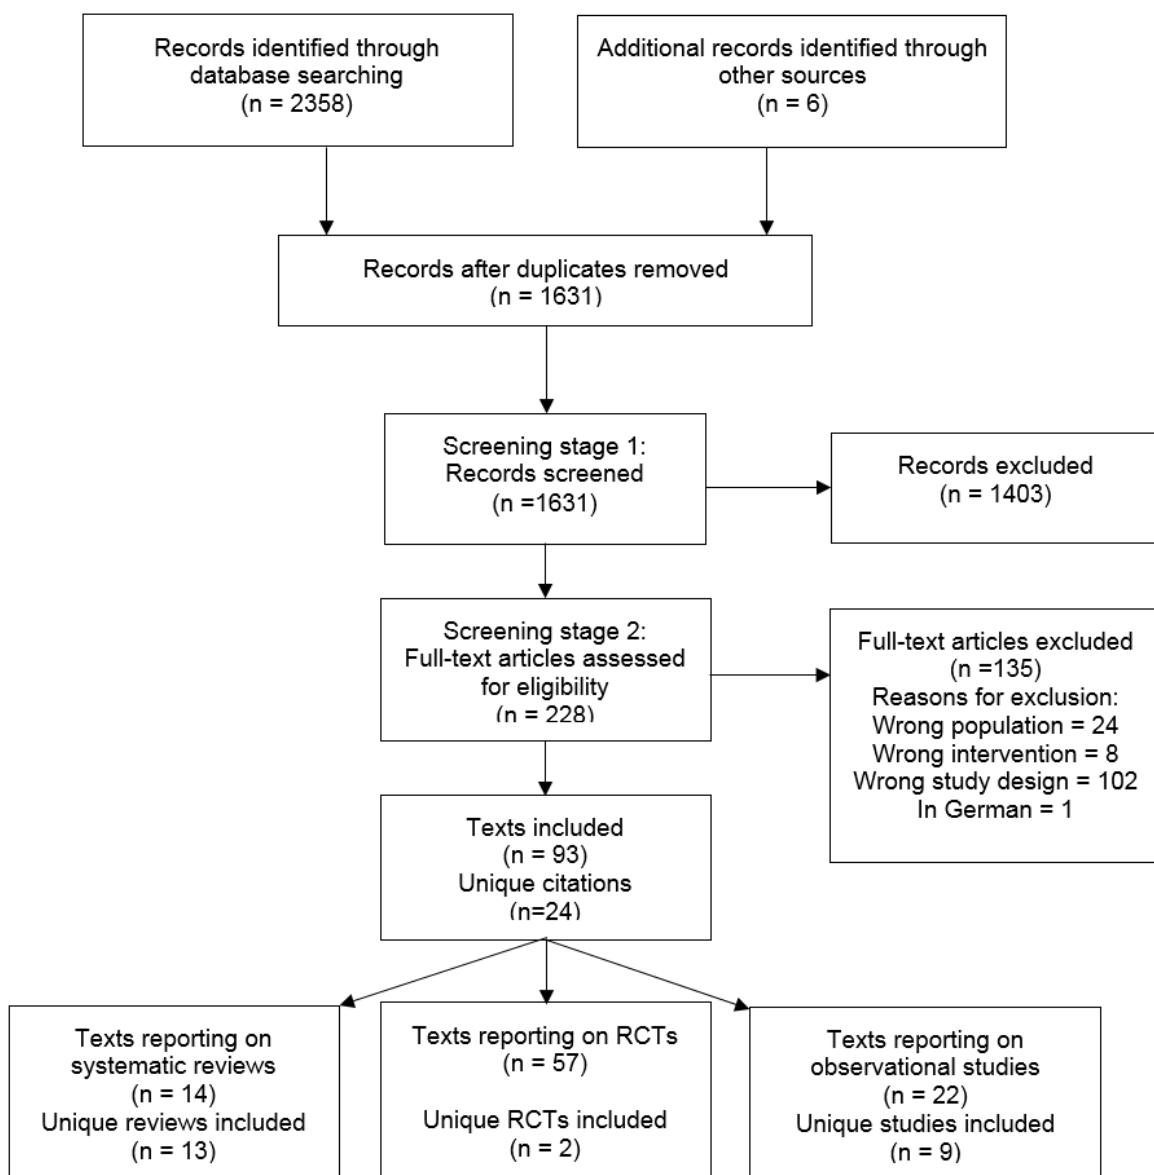 Records identified through
database searching
(n = 2358)
Additional records identified through
other sources
(n = 6)
Records after duplicates removed
(n = 1631)
Screening stage 1:
Records screened
(n =1631)
Records excluded
(n = 1403)
Screening stage 2:
Full-text articles assessed
for eligibility
(n = 228)
Full-text articles excluded
(n =135)
Reasons for exclusion:
Wrong population = 24
Wrong intervention = 8
Wrong study design = 102
In German = 1
Texts included
(n = 93)
Unique citations
(n=24)
Texts reporting on
systematic reviews
(n = 14)
Unique reviews included
(n = 13)
Texts reporting on RCTs
(n = 57)
Unique RCTs included
(n = 2)
Texts reporting on
observational studies
(n = 22)
Unique studies included
(n = 9)